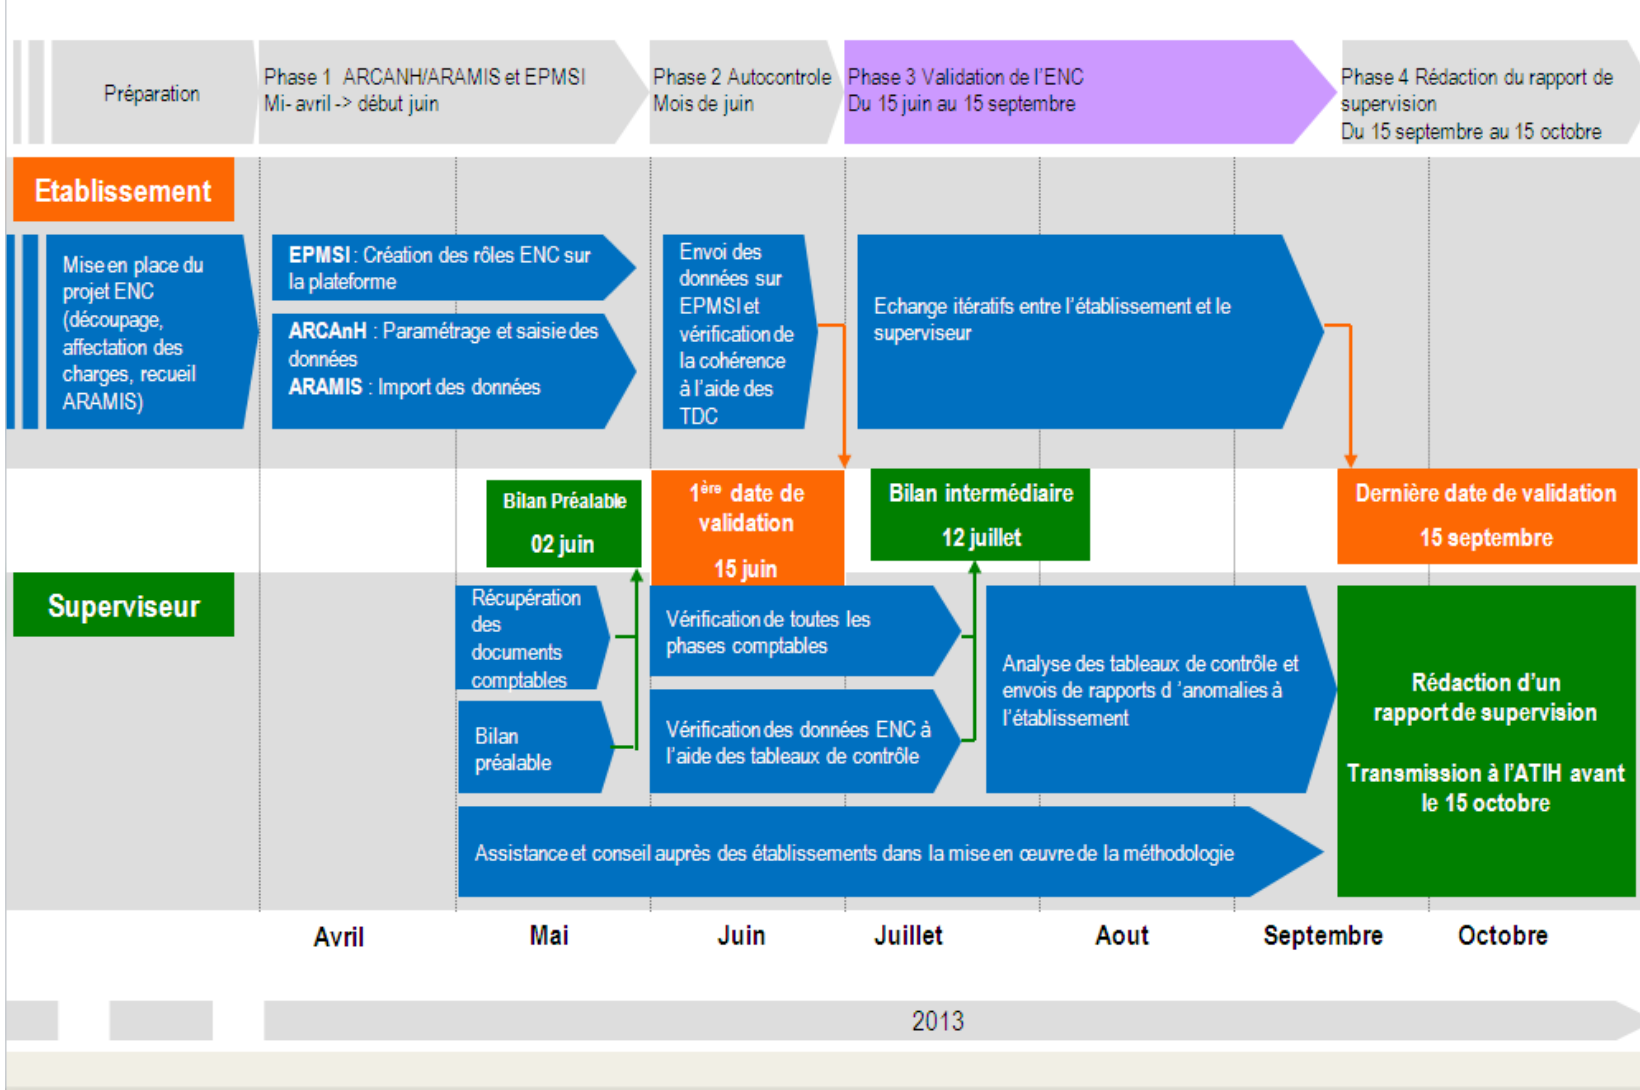 Préparation
Phase 1  ARCANH/ARAMIS et EPMSI
Mi- avril -> début juin
Phase 2 Autocontrole
Mois de juin
Phase 3 Validation de l'ENC
Du 15 juin au 15 septembre
Phase 4 Rédaction du rapport de
supervision
Du 15 septembre au 15 octobre
Etablissement
Mise en place du
projet ENC
(découpage,
affectation des
charges, recueil
ARAMIS)
EPMSI : Création des rôles ENC sur
la plateforme
ARCAnH : Paramétrage et saisie des
données
ARAMIS : Import des données
Envoi des
données sur
EPMSI et
vérification de
la cohérence
à l'aide des
TDC
Echange itératifs entre l'établissement et le
superviseur
Bilan Préalable
02 juin
1ère date de
validation
15 juin
Bilan intermédiaire
12 juillet
Dernière date de validation
15 septembre
Superviseur
Récupération
des
documents
comptables
Bilan
préalable
Vérification de toutes les
phases comptables
Vérification des données ENC à
l'aide des tableaux de contrôle
Analyse des tableaux de contrôle et
envois de rapports d 'anomalies à
l'établissement
Assistance et conseil auprès des établissements dans la mise en œuvre de la méthodologie
Rédaction d'un
rapport de supervision
Transmission à l'ATIH avant
le 15 octobre
Avril
Mai
Juin
Juillet
Aout
Septembre
Octobre
2013